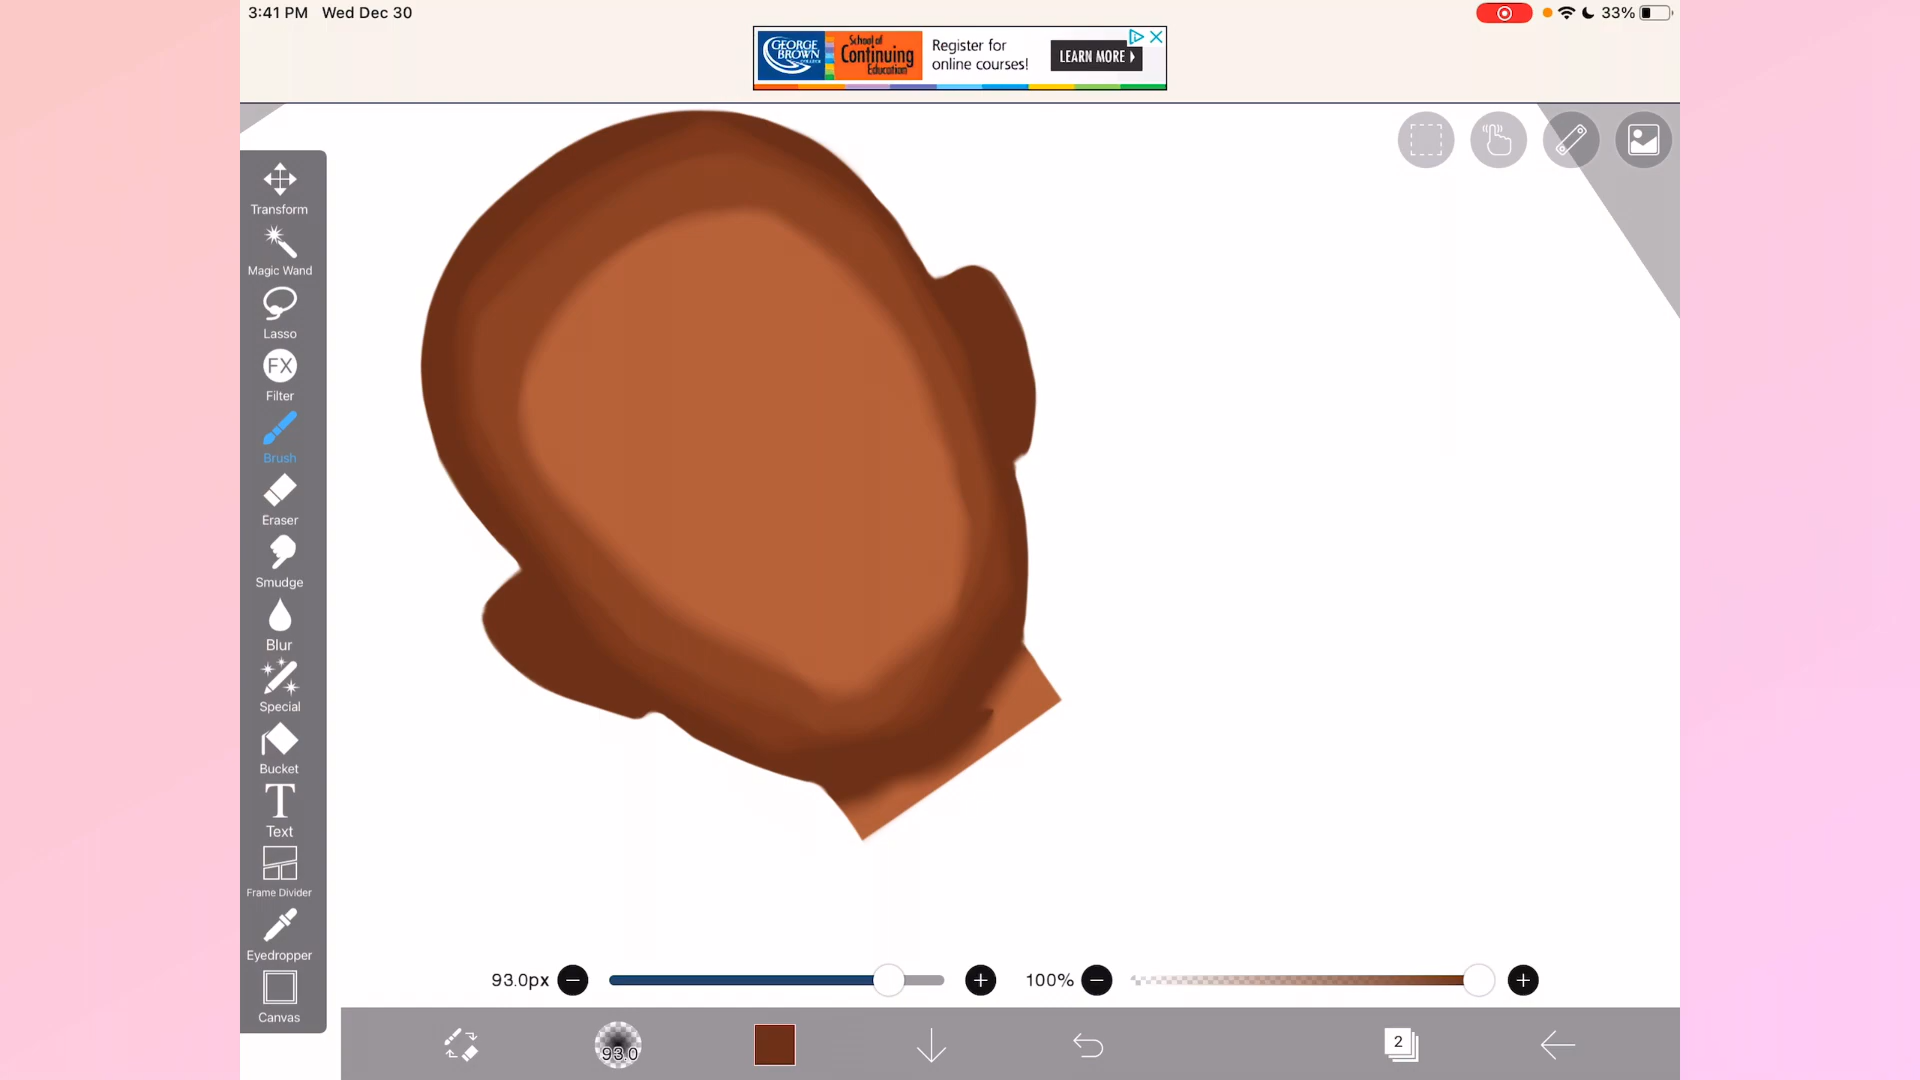 3:41 PM Wed Dec 30
33%
GEORGE
BROWN
School of
Continuing
Education
Register for
online courses!
LEARN MORE
Transform
Magic Wand
Lasso
FX
Filter
Brush
Eraser
Smudge
Blur
Special
Bucket
T
Text
Frame Divider
Eyedropper
Canvas
93.0px
100%
93.0
2